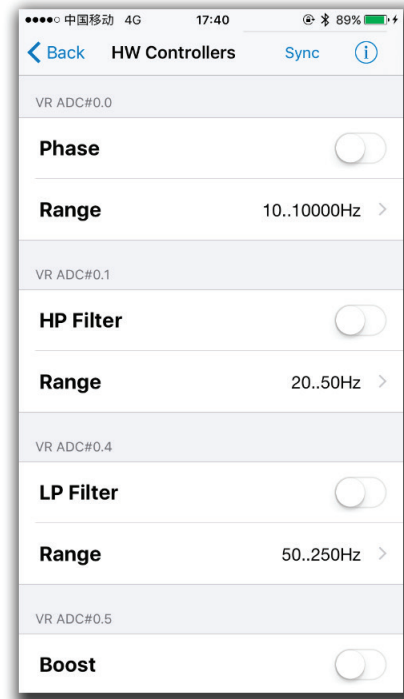 中国移动 4G 17:40 89%
Back HW Controllers Sync i
VR ADC#0.0
Phase
Range 10..10000Hz
VR ADC#0.1
HP Filter
Range 20..50Hz
VR ADC#0.4
LP Filter
Range 50..250Hz
VR ADC#0.5
Boost